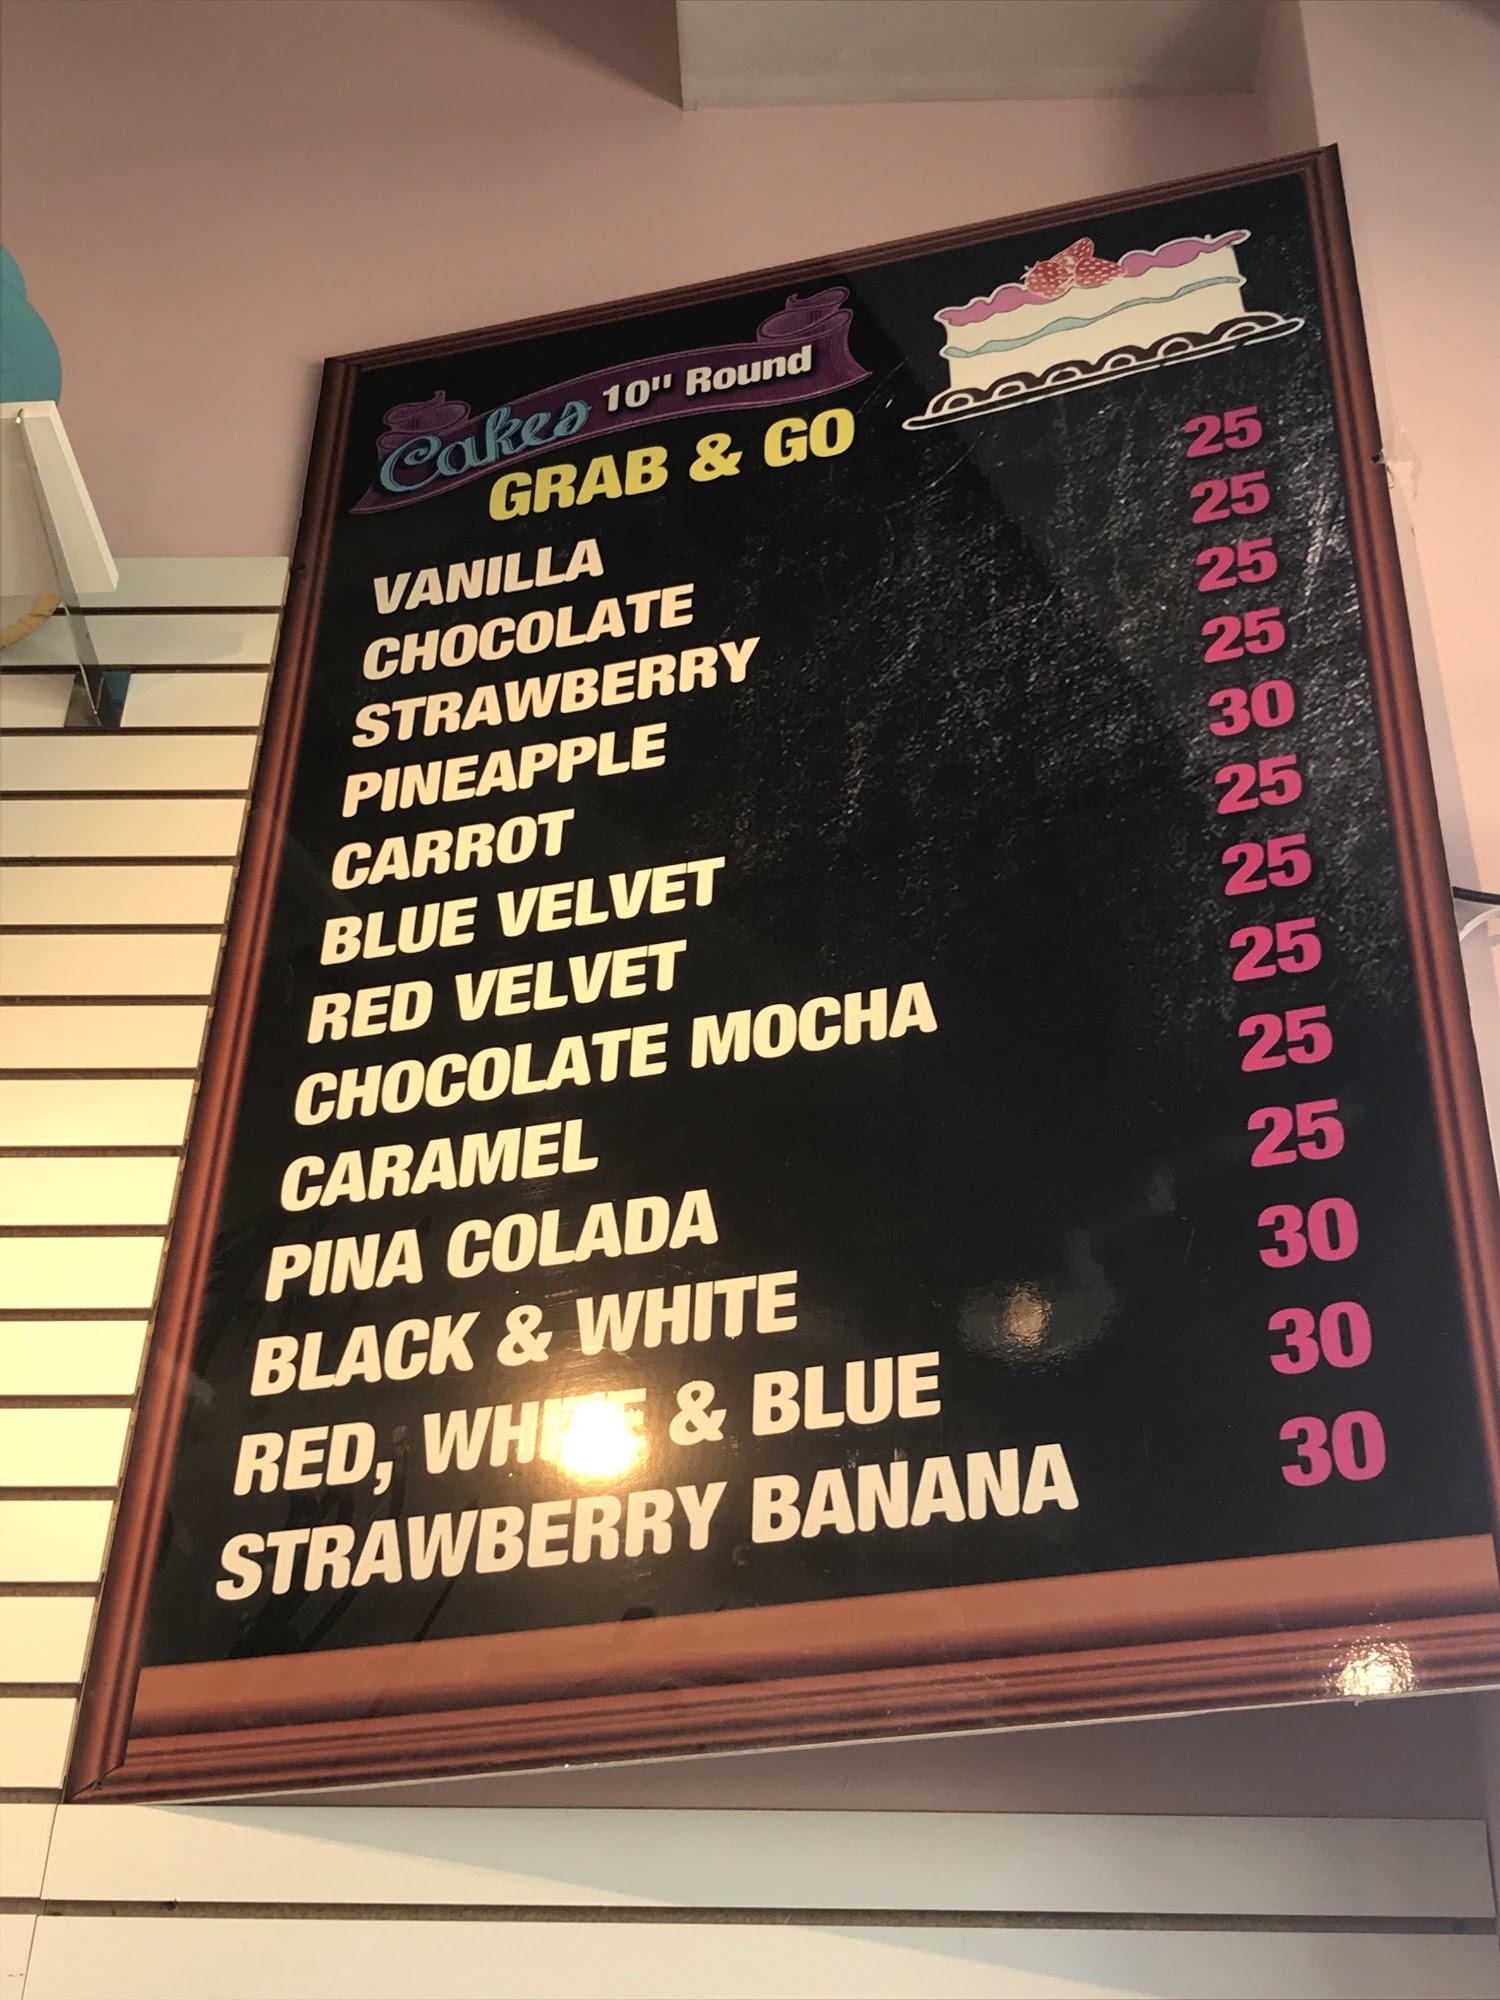 Cakes 10" Round
GRAB & GO
VANILLA 25
CHOCOLATE 25
STRAWBERRY 25
PINEAPPLE 25
CARROT 30
BLUE VELVET 25
RED VELVET 25
CHOCOLATE MOCHA 25
CARAMEL 25
PINA COLADA 25
BLACK & WHITE 30
RED, WHITE & BLUE 30
STRAWBERRY BANANA 30